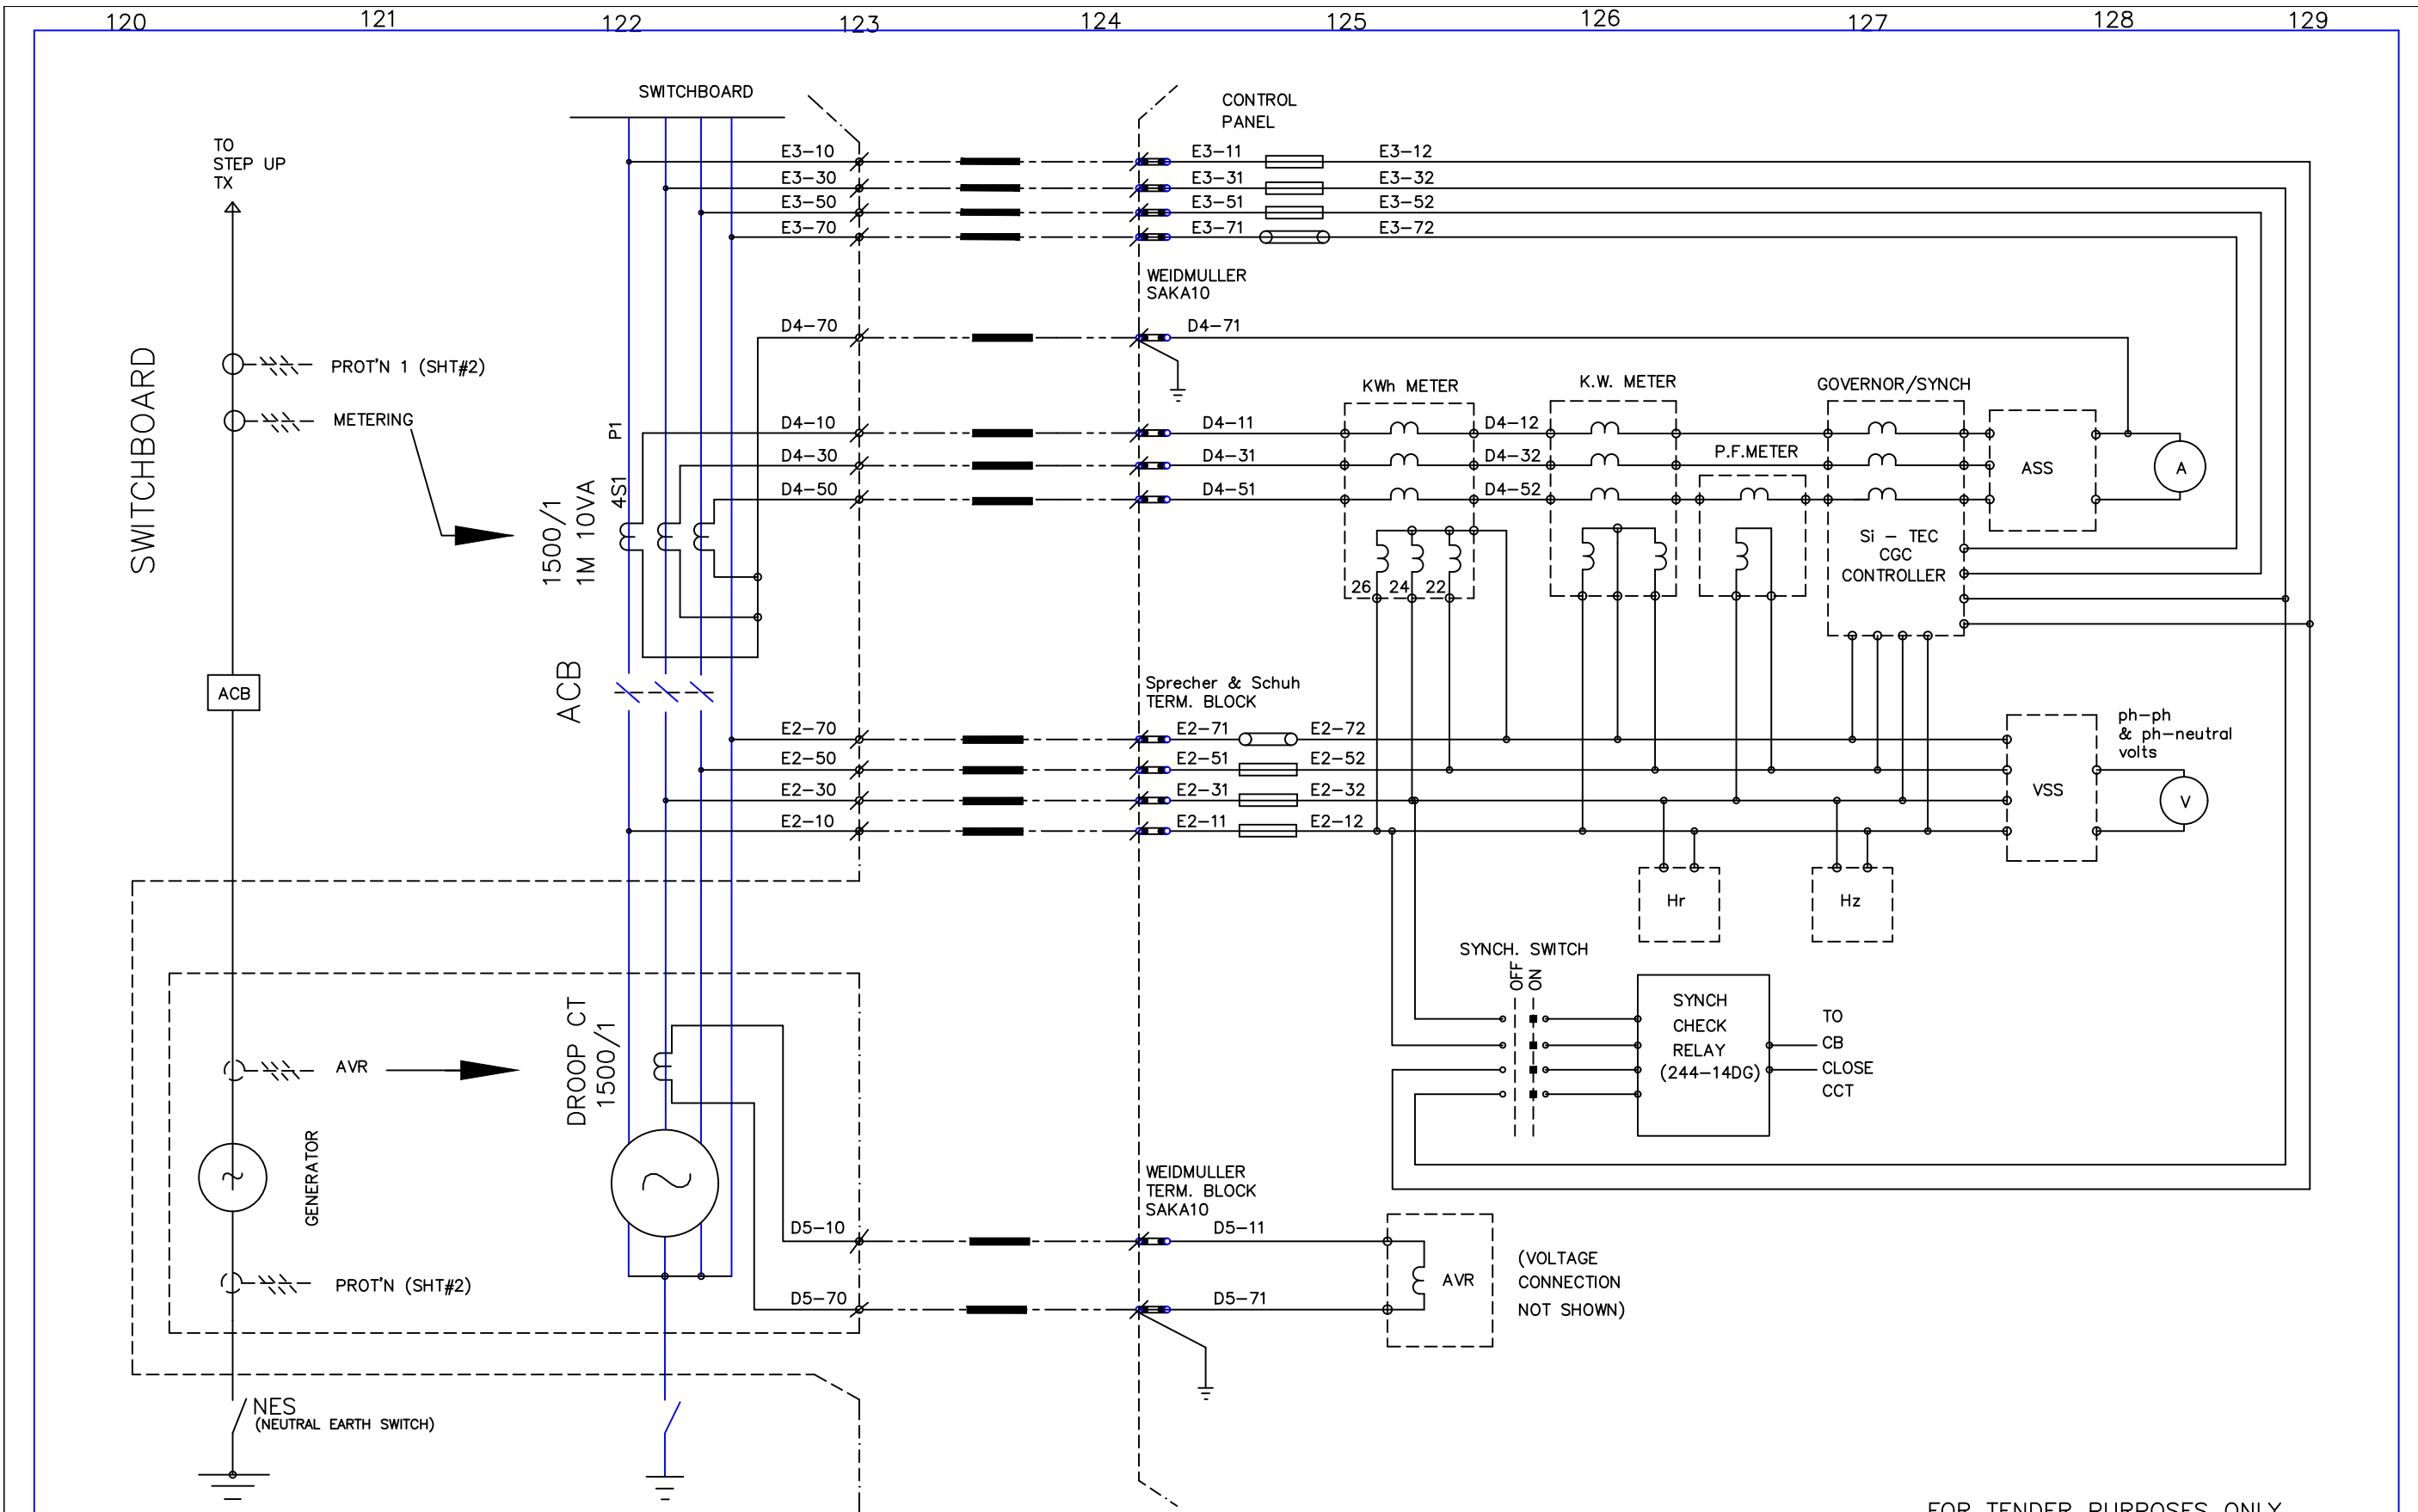 120 121 122 123 124 125 126 127 128 129
SWITCHBOARD
CONTROL
PANEL
TO
STEP UP
TX
E3-10 E3-11 E3-12
E3-30 E3-31 E3-32
E3-50 E3-51 E3-52
E3-70 E3-71 E3-72
WEIDMULLER
SAKA10
D4-70 D4-71
SWITCHBOARD
PROT'N 1 (SHT#2)
METERING
KWh METER
K.W. METER
GOVERNOR/SYNCH
P1
4S1
1500/1
1M 10VA
D4-10 D4-11 D4-12
D4-30 D4-31 D4-32
D4-50 D4-51 D4-52
P.F.METER
ASS
A
Si - TEC
CGC
CONTROLLER
26 24 22
ACB
ACB
Sprecher & Schuh
TERM. BLOCK
E2-70 E2-71 E2-72
E2-50 E2-51 E2-52
E2-30 E2-31 E2-32
E2-10 E2-11 E2-12
ph-ph
& ph-neutral
volts
VSS
V
Hr
Hz
SYNCH. SWITCH
OFF
ON
SYNCH
CHECK
RELAY
(244-14DG)
TO
CB
CLOSE
CCT
DROOP CT
1500/1
AVR
GENERATOR
WEIDMULLER
TERM. BLOCK
SAKA10
D5-10 D5-11
D5-70 D5-71
AVR
(VOLTAGE
CONNECTION
NOT SHOWN)
PROT'N (SHT#2)
NES
(NEUTRAL EARTH SWITCH)
FOR TENDER PURPOSES ONLY